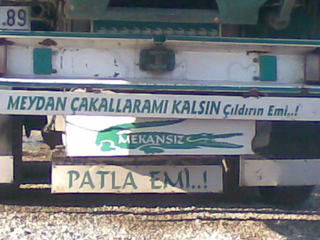 .89
MEYDAN ÇAKALLARAMI KALSIN Çıldırın Emi..!
MEKANSIZ
PATLA EMİ..!